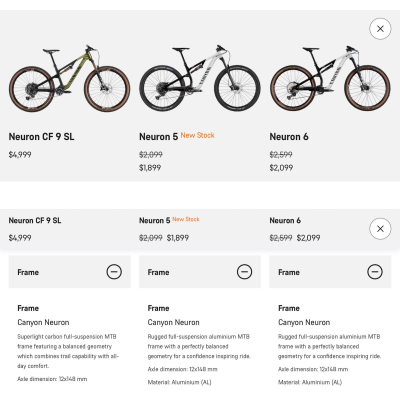 Neuron CF 9 SL
$4,999
Neuron 5 New Stock
$2,099
$1,899
Neuron 6
$2,599
$2,099
Neuron CF 9 SL
$4,999
Neuron 5 New Stock
$2,099 $1,899
Neuron 6
$2,599 $2,099
Frame
Frame
Frame
Frame
Canyon Neuron
Superlight carbon full-suspension MTB
frame featuring a balanced geometry
which combines trail capability with all-
day comfort.
Axle dimension: 12x148 mm
Frame
Canyon Neuron
Rugged full-suspension aluminium MTB
frame with a perfectly balanced
geometry for a confidence inspiring ride.
Axle dimension: 12x148 mm
Material: Aluminium (AL)
Frame
Canyon Neuron
Rugged full-suspension aluminium MTB
frame with a perfectly balanced
geometry for a confidence inspiring ride.
Axle dimension: 12x148 mm
Material: Aluminium (AL)